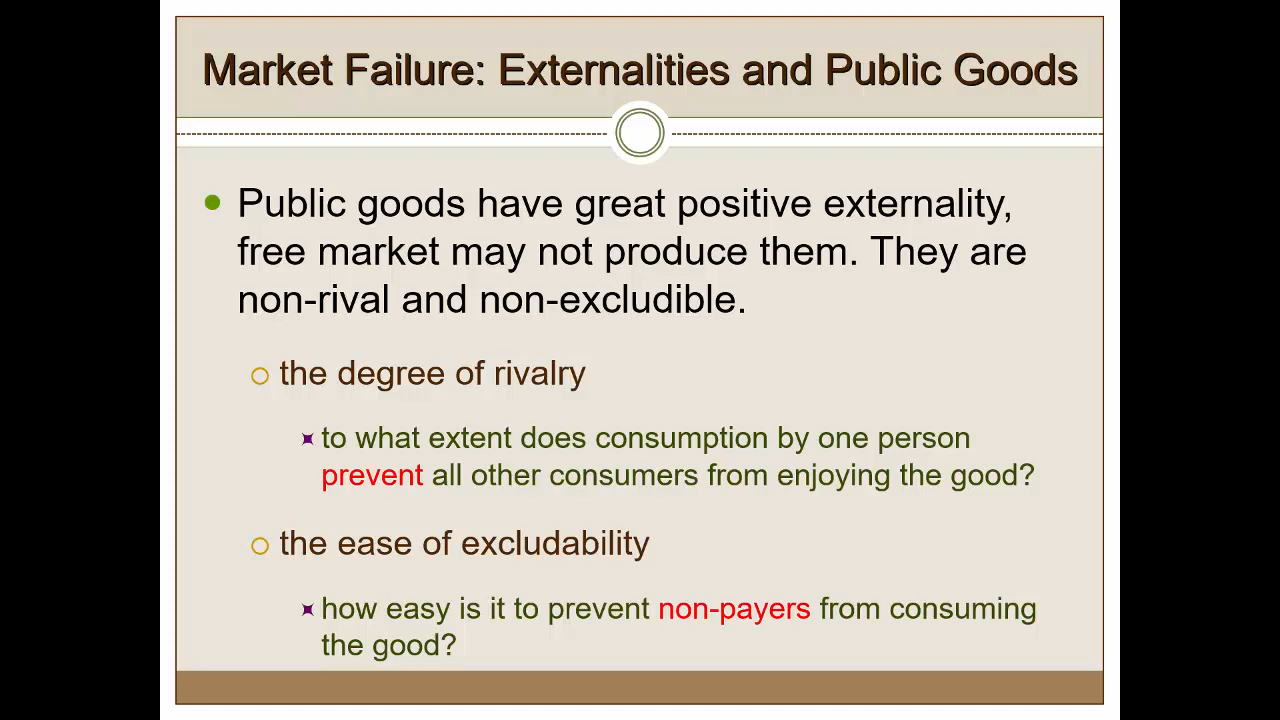 Market Failure: Externalities and Public Goods
Public goods have great positive externality,
free market may not produce them. They are
non-rival and non-excludible.
the degree of rivalry
to what extent does consumption by one person
prevent all other consumers from enjoying the good?
the ease of excludability
how easy is it to prevent non-payers from consuming
the good?